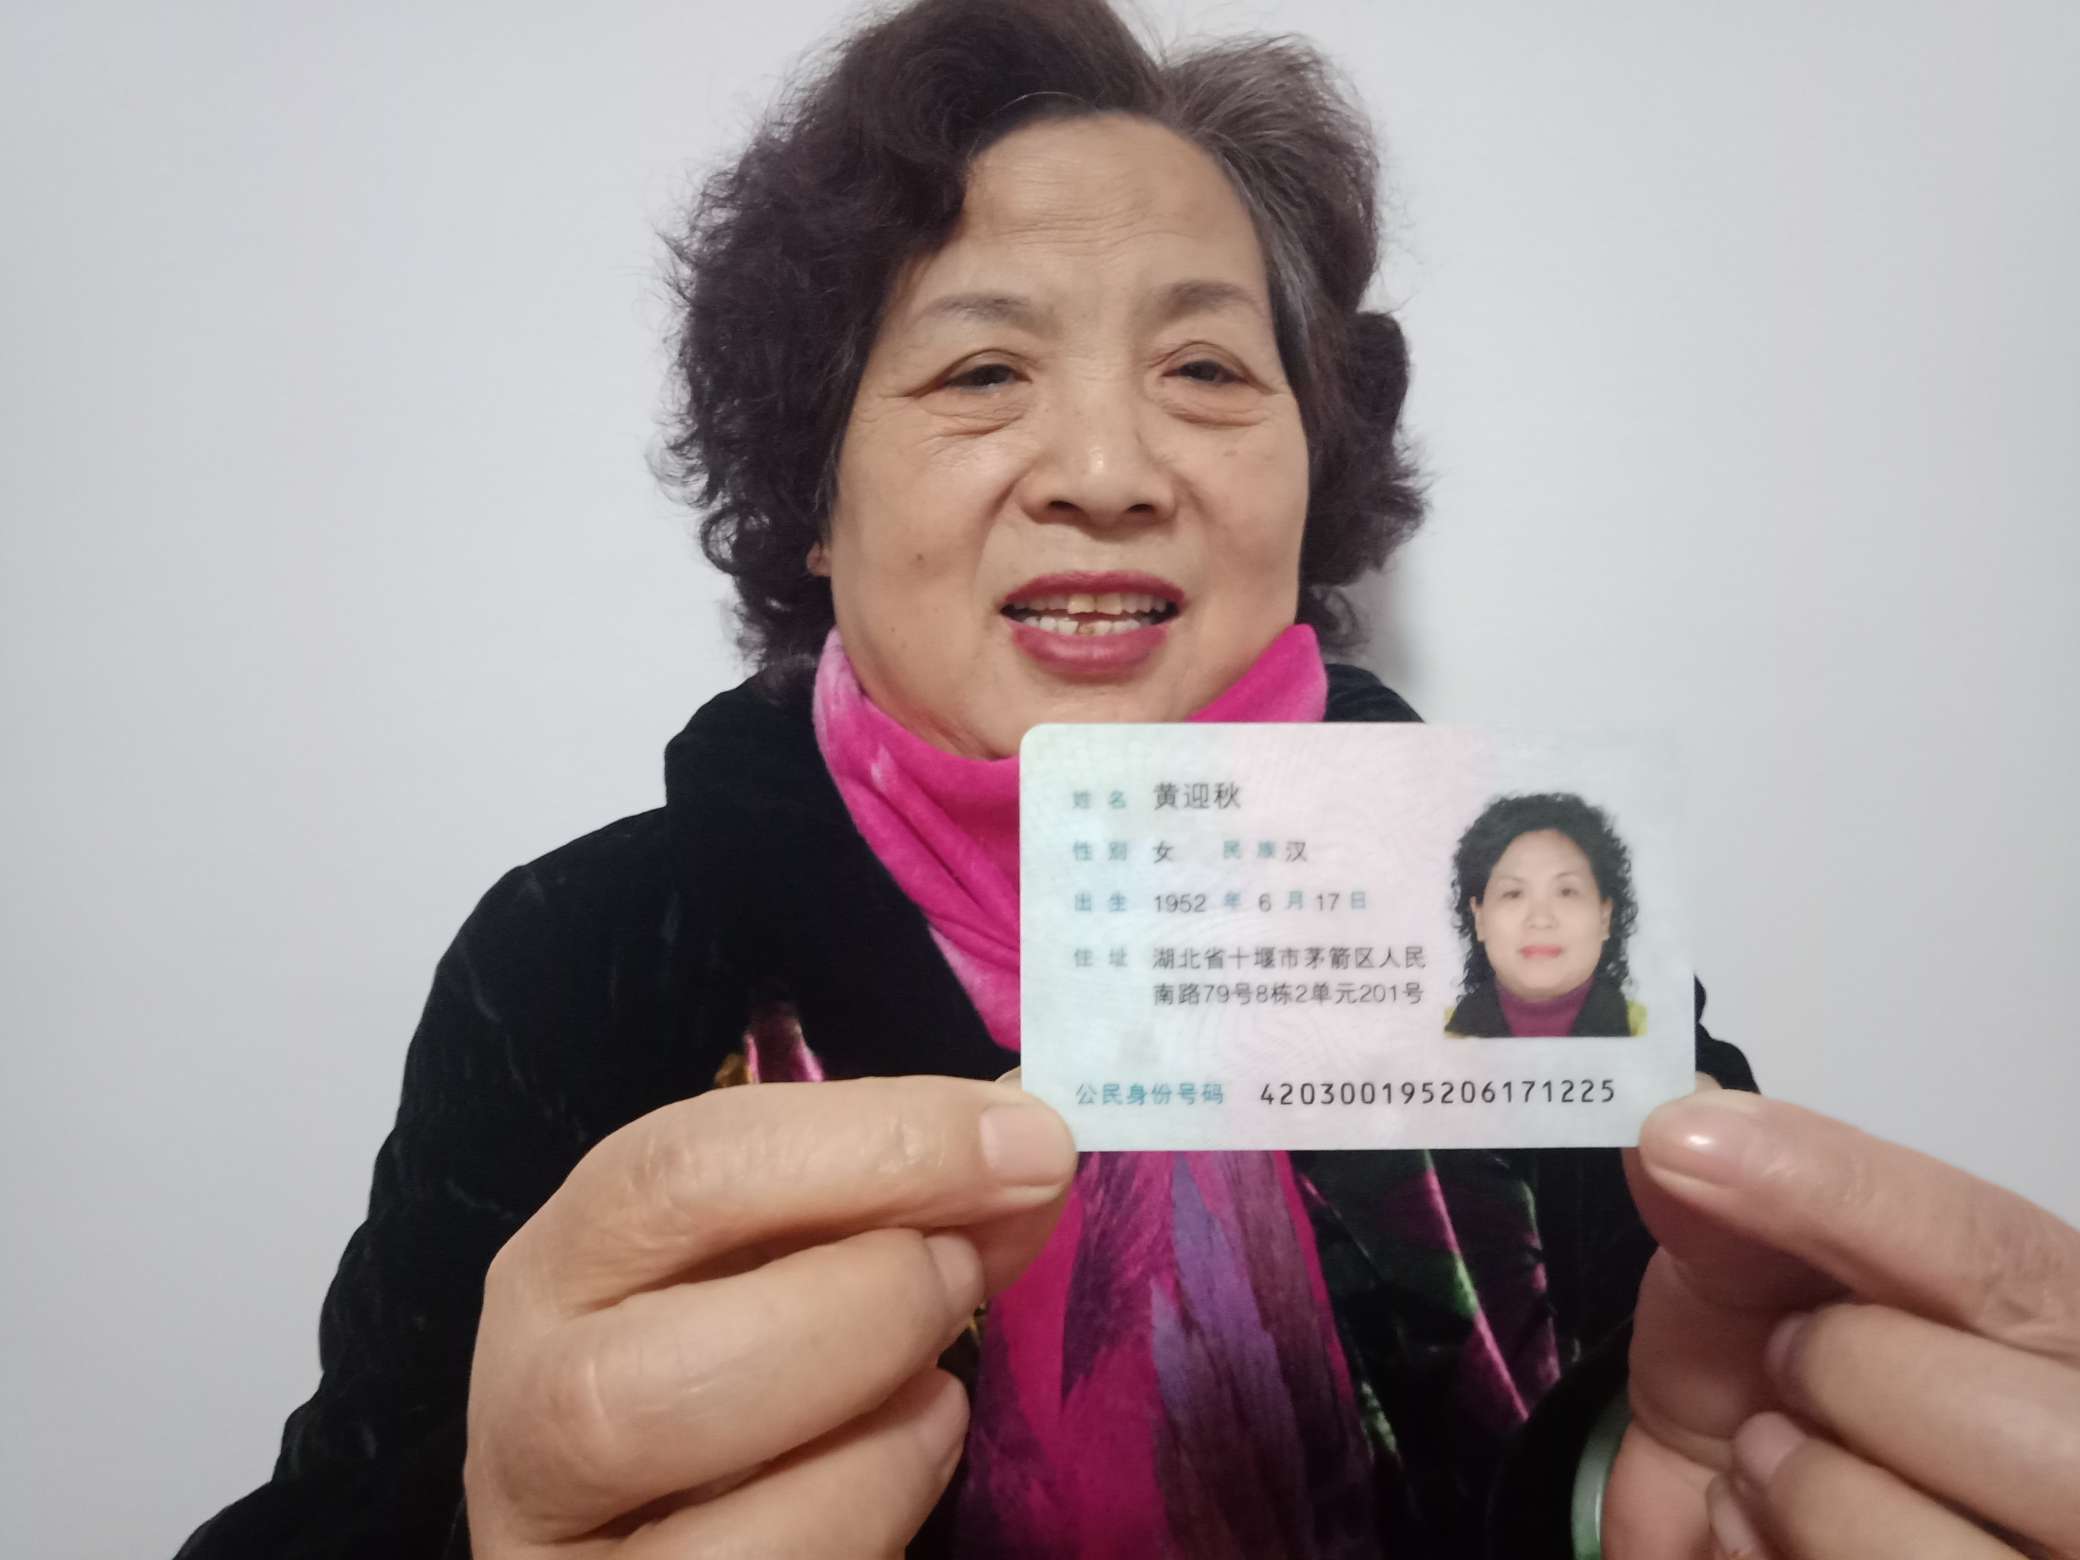 姓名 黄迎秋
性别 女 民族 汉
出生 1952 年 6 月 17 日
住址 湖北省十堰市茅箭区人民
南路79号8栋2单元201号
公民身份号码 420300195206171225